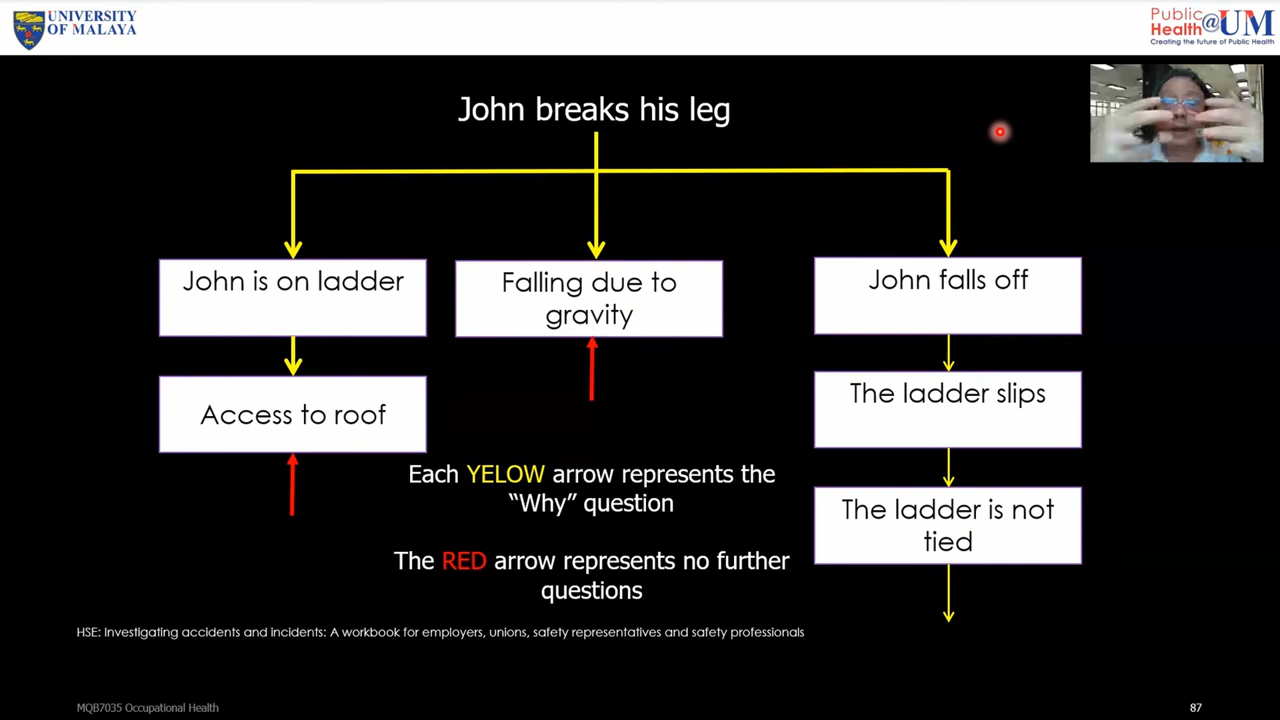 UNIVERSITY
OF MALAYA
Public
Health@UM
Creating the future of Public Health
John breaks his leg
John is on ladder
Falling due to
gravity
John falls off
Access to roof
The ladder slips
Each YELOW arrow represents the
“Why” question
The ladder is not
tied
The RED arrow represents no further
questions
HSE: Investigating accidents and incidents: A workbook for employers, unions, safety representatives and safety professionals
MQB7035 Occupational Health
87